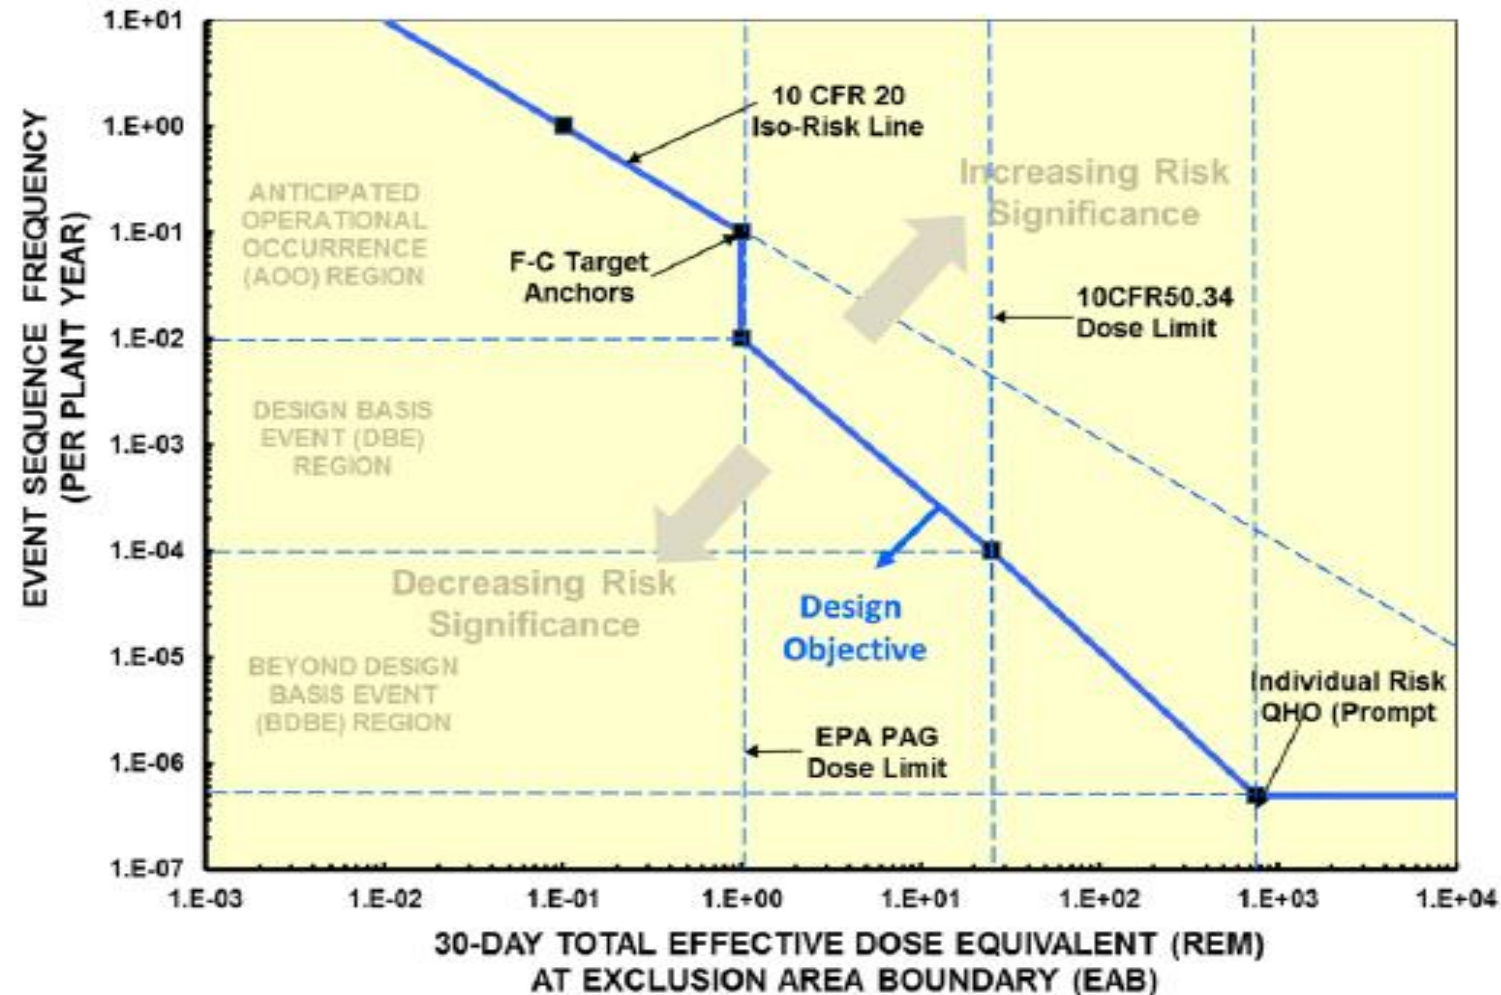 EVENT SEQUENCE FREQUENCY
(PER PLANT YEAR)
1.E+01
1.E+00
1.E-01
1.E-02
1.E-03
1.E-04
1.E-05
1.E-06
1.E-07
10 CFR 20
Iso-Risk Line
Increasing Risk
Significance
ANTICIPATED
OPERATIONAL
OCCURRENCE
(AOO) REGION
F-C Target
Anchors
10CFR50.34
Dose Limit
DESIGN BASIS
EVENT (DBE)
REGION
Decreasing Risk
Significance
Design
Objective
BEYOND DESIGN
BASIS EVENT
(BDBE) REGION
Individual Risk
QHO (Prompt
EPA PAG
Dose Limit
1.E-03
1.E-02
1.E-01
1.E+00
1.E+01
1.E+02
1.E+03
1.E+04
30-DAY TOTAL EFFECTIVE DOSE EQUIVALENT (REM)
AT EXCLUSION AREA BOUNDARY (EAB)